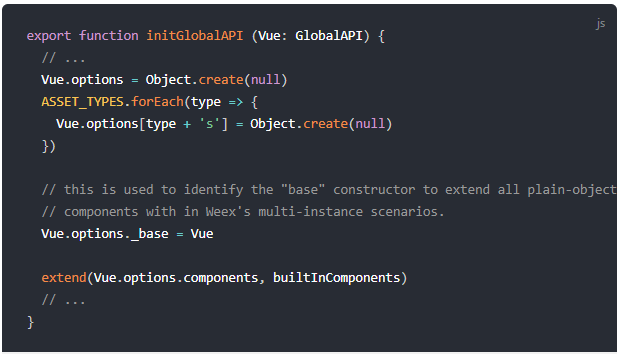 js
export function initGlobalAPI (Vue: GlobalAPI) {
  // ...
  Vue.options = Object.create(null)
  ASSET_TYPES.forEach(type => {
    Vue.options[type + 's'] = Object.create(null)
  })

  // this is used to identify the "base" constructor to extend all plain-object
  // components with in Weex's multi-instance scenarios.
  Vue.options._base = Vue

  extend(Vue.options.components, builtInComponents)
  // ...
}